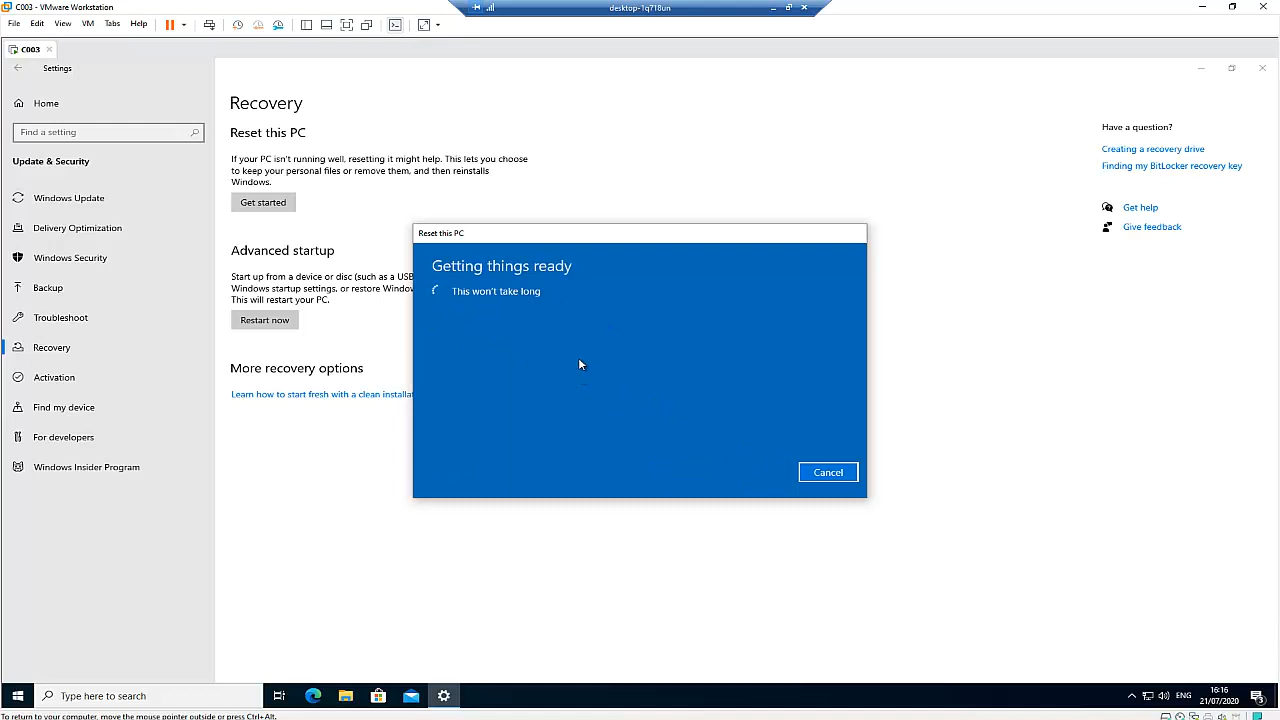 C003 - VMware Workstation
desktop-1q718un
File Edit View VM Tabs Help
C003
Settings
Home
Find a setting
Update & Security
Windows Update
Delivery Optimization
Windows Security
Backup
Troubleshoot
Recovery
Activation
Find my device
For developers
Windows Insider Program
Recovery
Reset this PC
If your PC isn't running well, resetting it might help. This lets you choose
to keep your personal files or remove them, and then reinstalls
Windows.
Get started
Advanced startup
Start up from a device or disc (such as a USB
Windows startup settings, or restore Window
This will restart your PC.
Restart now
More recovery options
Learn how to start fresh with a clean installat
Reset this PC
Getting things ready
This won't take long
Cancel
Have a question?
Creating a recovery drive
Finding my BitLocker recovery key
Get help
Give feedback
Type here to search
ENG
16:16
21/07/2020
3
To return to your computer, move the mouse pointer outside or press Ctrl+Alt.